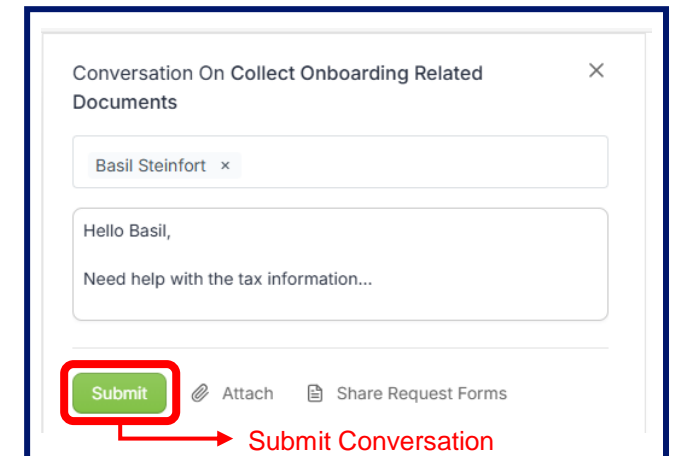 Conversation On Collect Onboarding Related
Documents
Basil Steinfort ×
Hello Basil,
Need help with the tax information...
Submit Attach Share Request Forms
Submit Conversation